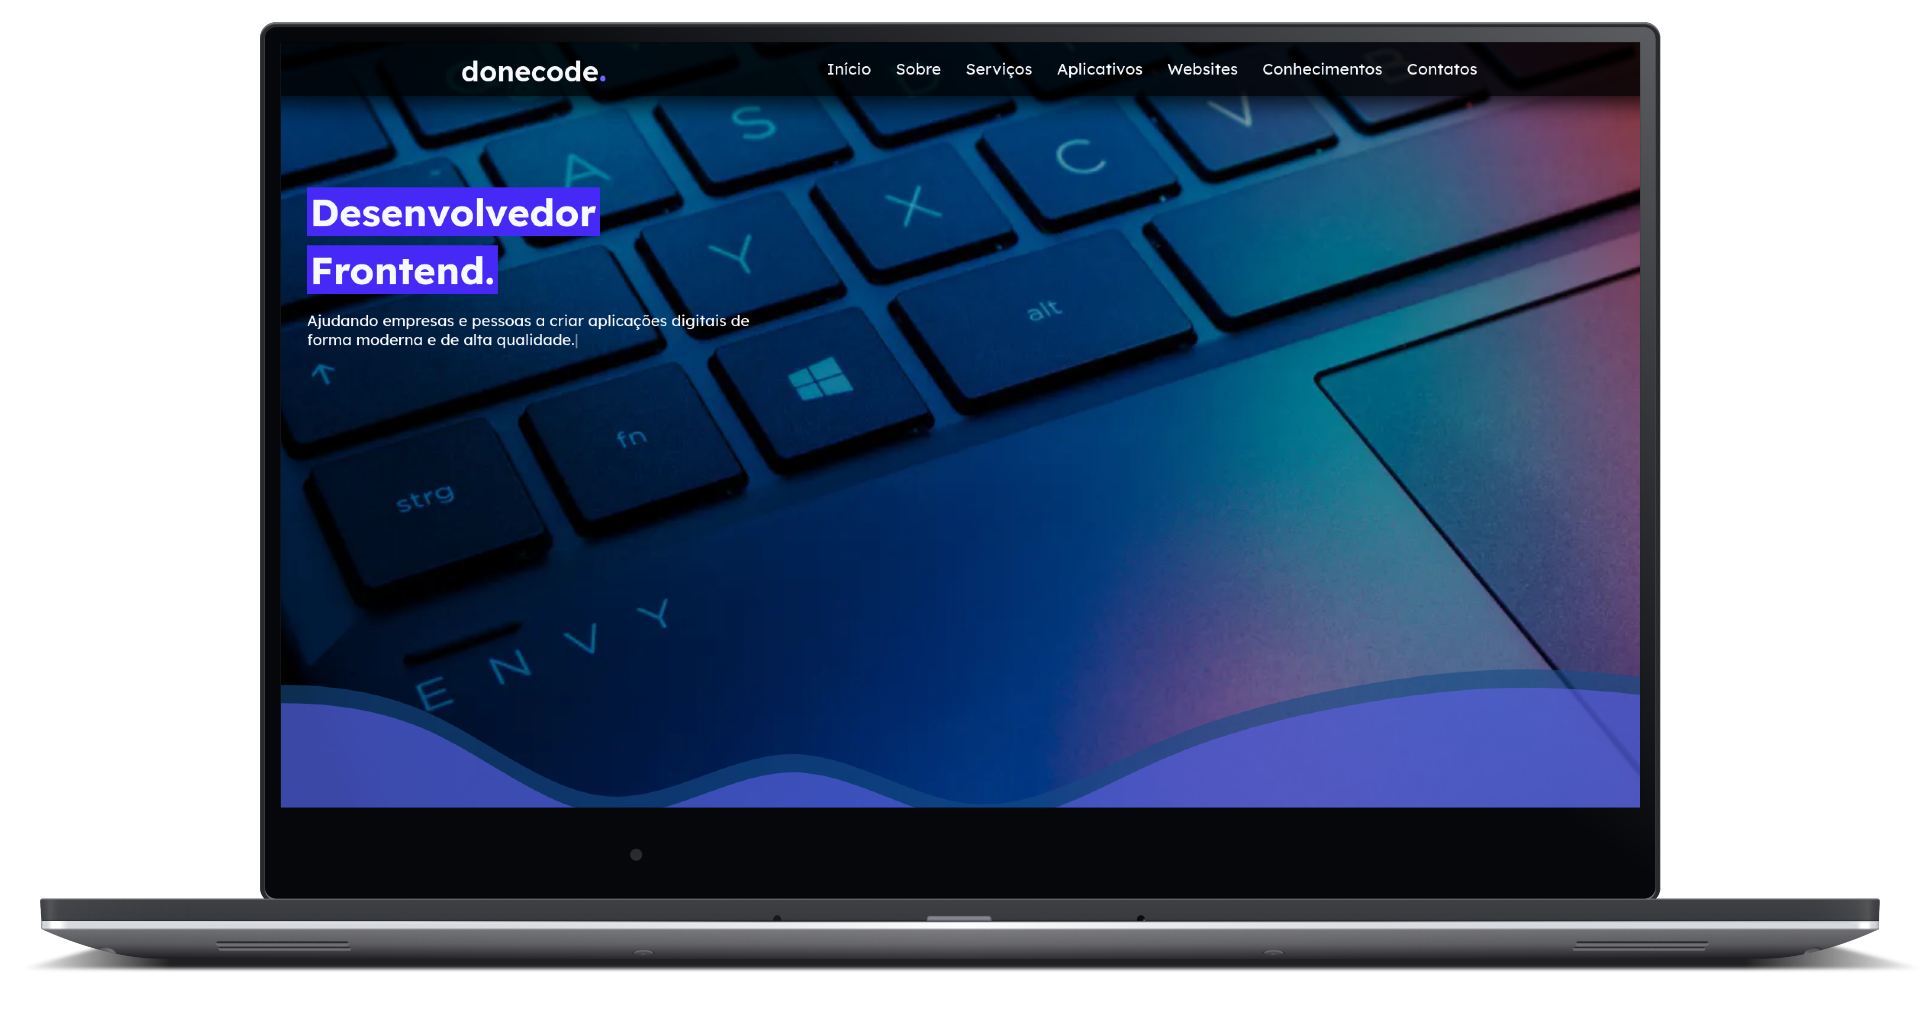 donecode.
Início Sobre Serviços Aplicativos Websites Conhecimentos Contatos
S
A
V
C
X
Y
Desenvolvedor
Frontend.
Ajudando empresas e pessoas a criar aplicações digitais de
forma moderna e de alta qualidade.
alt
fn
strg
ENVY